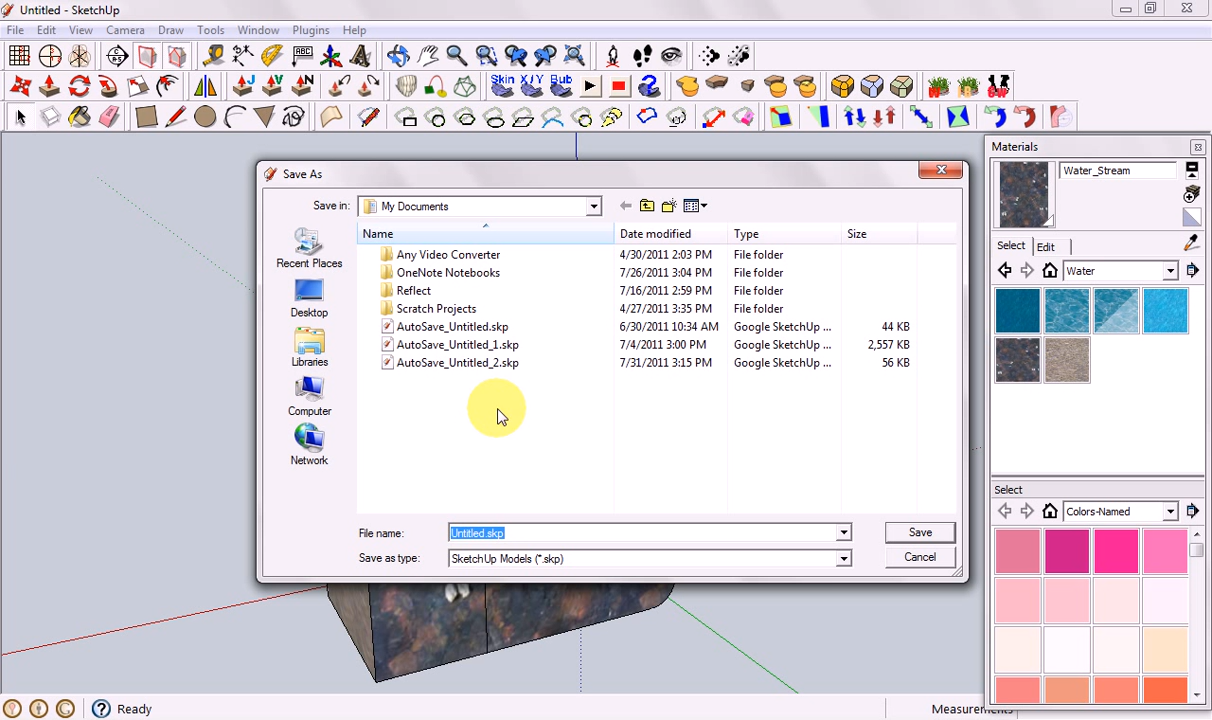 Untitled - SketchUp
File Edit View Camera Draw Tools Window Plugins Help
ABC
J V N
Skin X/Y Bub
Save As
Save in: My Documents
Name Date modified Type Size
Recent Places
Desktop
Libraries
Computer
Network
Any Video Converter 4/30/2011 2:03 PM File folder
OneNote Notebooks 7/26/2011 3:04 PM File folder
Reflect 7/16/2011 2:59 PM File folder
Scratch Projects 4/27/2011 3:35 PM File folder
AutoSave_Untitled.skp 6/30/2011 10:34 AM Google SketchUp ... 44 KB
AutoSave_Untitled_1.skp 7/4/2011 3:00 PM Google SketchUp ... 2,557 KB
AutoSave_Untitled_2.skp 7/31/2011 3:15 PM Google SketchUp ... 56 KB
File name: Untitled.skp Save
Save as type: SketchUp Models (*.skp) Cancel
Materials
Water_Stream
Select Edit
Water
Select
Colors-Named
Ready
Measurements